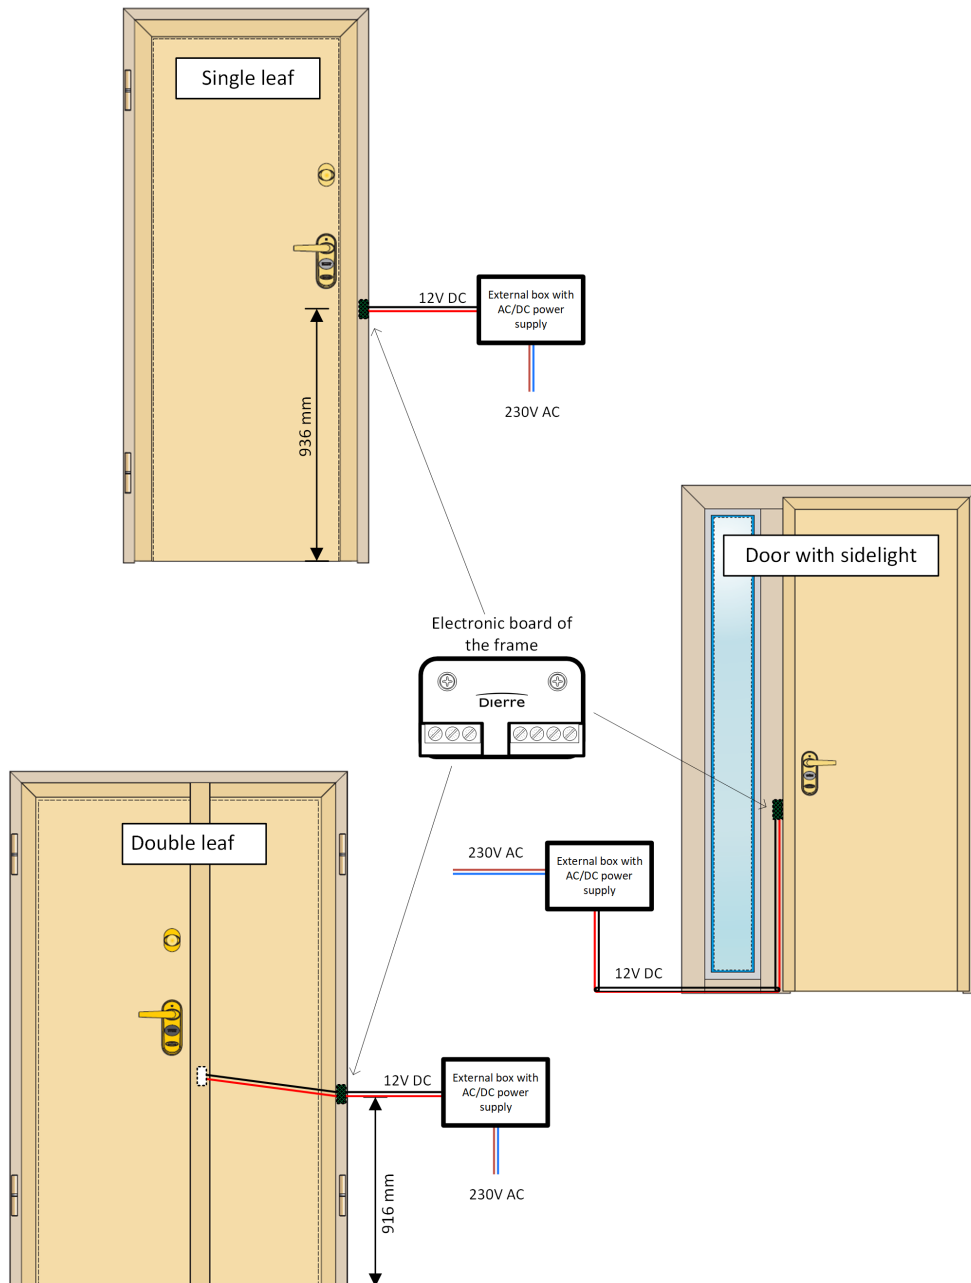 Single leaf
12V DC
External box with
AC/DC power
supply
230V AC
936 mm
Door with sidelight
Electronic board of
the frame
Dierre
Double leaf
230V AC
External box with
AC/DC power
supply
12V DC
12V DC
External box with
AC/DC power
supply
230V AC
916 mm